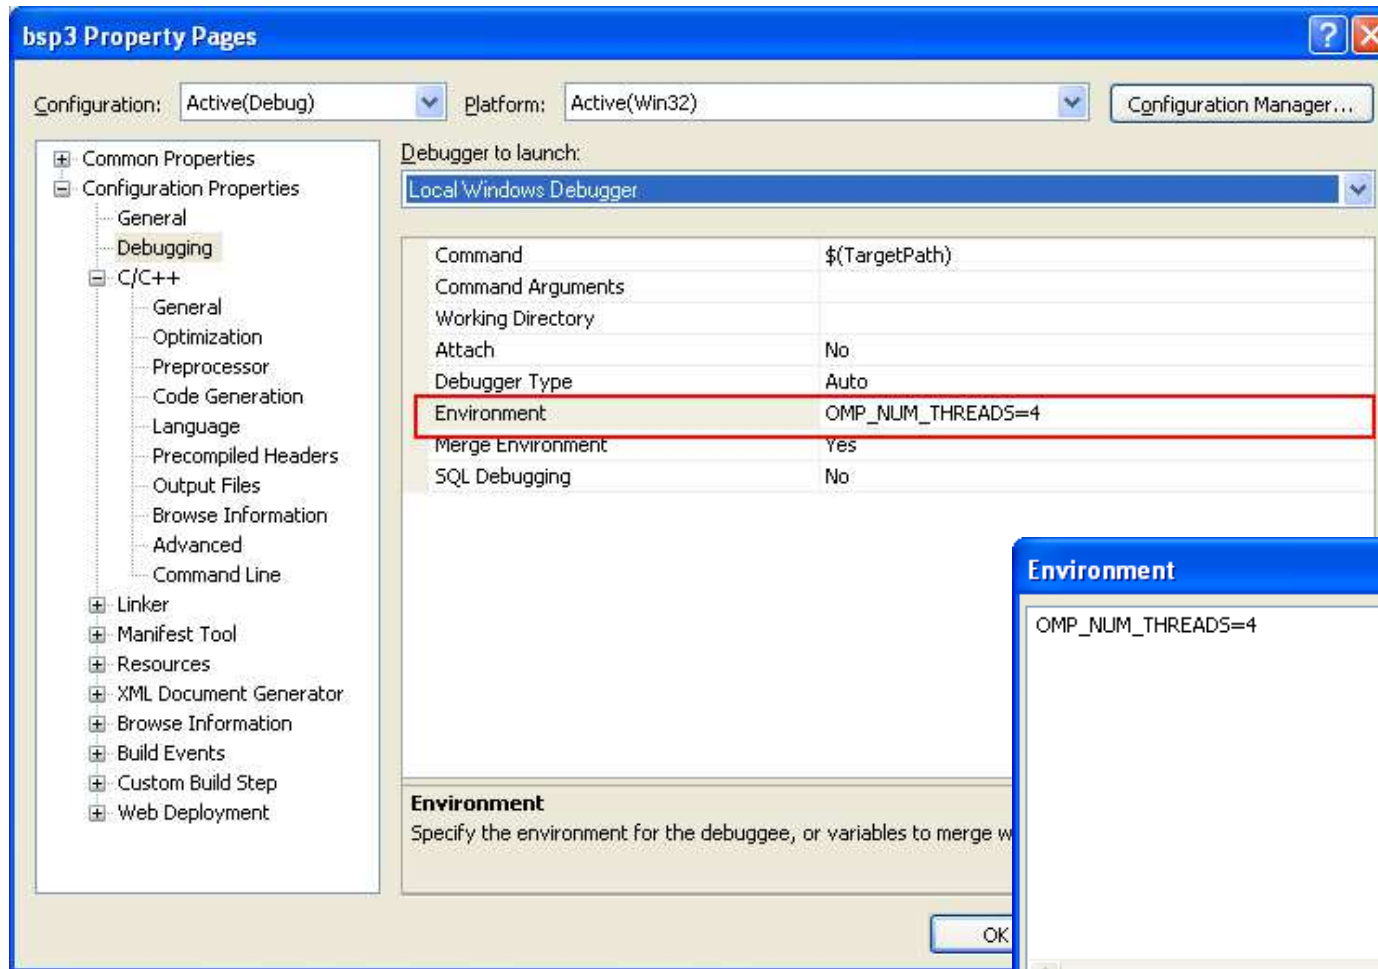 bsp3 Property Pages
Configuration: Active(Debug) Platform: Active(Win32) Configuration Manager...
Common Properties
Configuration Properties
General
Debugging
C/C++
General
Optimization
Preprocessor
Code Generation
Language
Precompiled Headers
Output Files
Browse Information
Advanced
Command Line
Linker
Manifest Tool
Resources
XML Document Generator
Browse Information
Build Events
Custom Build Step
Web Deployment
Debugger to launch:
Local Windows Debugger
Command $(TargetPath)
Command Arguments
Working Directory
Attach No
Debugger Type Auto
Environment OMP_NUM_THREADS=4
Merge Environment Yes
SQL Debugging No
Environment
Specify the environment for the debuggee, or variables to merge w
OK
Environment
OMP_NUM_THREADS=4